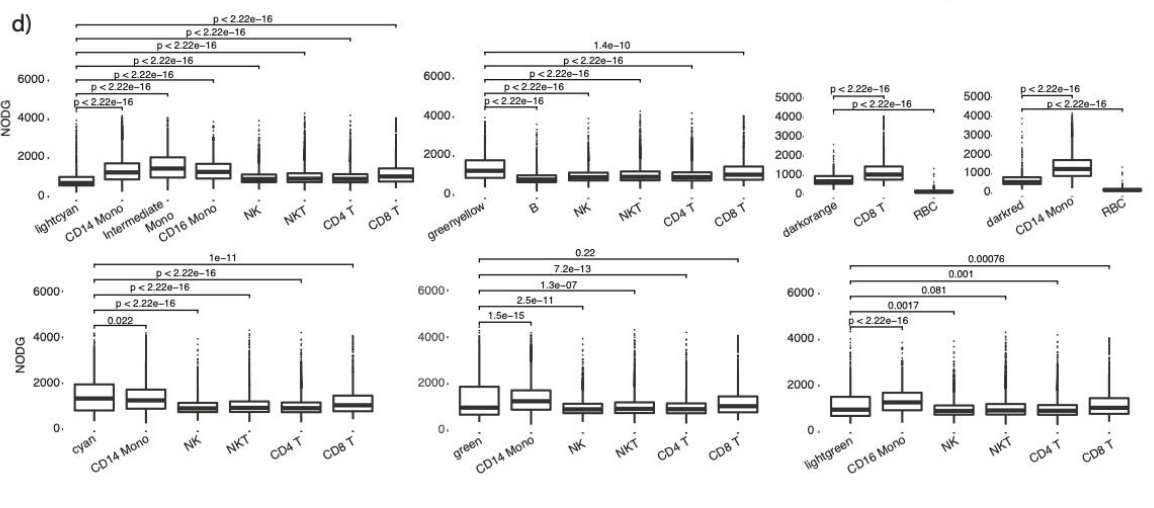 d)
p < 2.22e−16
p < 2.22e−16
p < 2.22e−16
p < 2.22e−16
p < 2.22e−16
p < 2.22e−16
p < 2.22e−16
NODG
6000
4000
2000
0
lightcyan
CD14 Mono
Intermediate
Mono
CD16 Mono
NK
NKT
CD4 T
CD8 T
1.4e−10
p < 2.22e−16
p < 2.22e−16
p < 2.22e−16
p < 2.22e−16
6000
4000
2000
0
greenyellow
B
NK
NKT
CD4 T
CD8 T
p < 2.22e−16
p < 2.22e−16
5000
4000
3000
2000
1000
0
darkorange
CD8 T
RBC
p < 2.22e−16
p < 2.22e−16
5000
4000
3000
2000
1000
0
darkred
CD14 Mono
RBC
1e−11
p < 2.22e−16
p < 2.22e−16
p < 2.22e−16
0.022
NODG
6000
4000
2000
0
cyan
CD14 Mono
NK
NKT
CD4 T
CD8 T
0.22
7.2e−13
1.3e−07
2.5e−11
1.5e−15
6000
4000
2000
0
green
CD14 Mono
NK
NKT
CD4 T
CD8 T
0.00076
0.001
0.081
0.0017
p < 2.22e−16
6000
4000
2000
0
lightgreen
CD16 Mono
NK
NKT
CD4 T
CD8 T